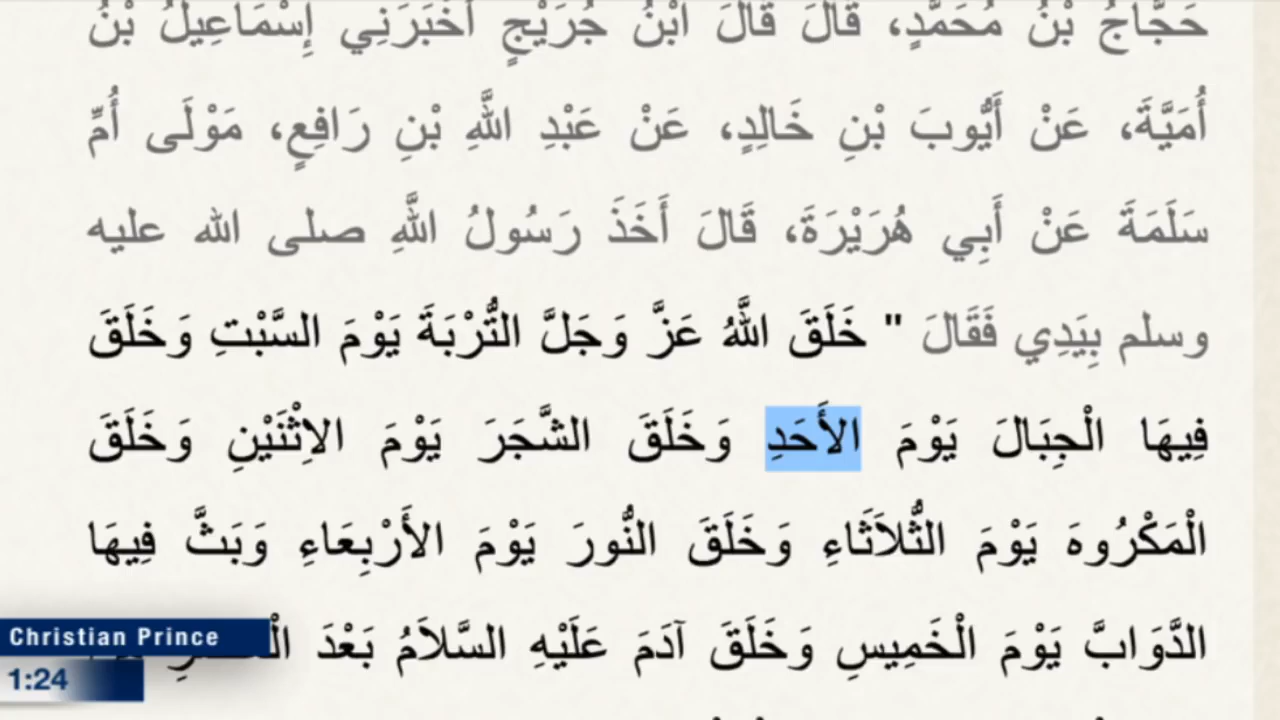 حَجَّاجُ بْنُ مُحَمَّدٍ، قَالَ قَالَ ابْنُ جُرَيْجٍ أَخْبَرَنِي إِسْمَاعِيلُ بْنُ
أُمَيَّةَ، عَنْ أَيُّوبَ بْنِ خَالِدٍ، عَنْ عَبْدِ اللَّهِ بْنِ رَافِعٍ، مَوْلَى أُمِّ
سَلَمَةَ عَنْ أَبِي هُرَيْرَةَ، قَالَ أَخَذَ رَسُولُ اللَّهِ صلى الله عليه
وسلم بِيَدِي فَقَالَ " خَلَقَ اللَّهُ عَزَّ وَجَلَّ التُّرْبَةَ يَوْمَ السَّبْتِ وَخَلَقَ
فِيهَا الْجِبَالَ يَوْمَ الأَحَدِ وَخَلَقَ الشَّجَرَ يَوْمَ الاِثْنَيْنِ وَخَلَقَ
الْمَكْرُوهَ يَوْمَ الثُّلاَثَاءِ وَخَلَقَ النُّورَ يَوْمَ الأَرْبِعَاءِ وَبَثَّ فِيهَا
الدَّوَابَّ يَوْمَ الْخَمِيسِ وَخَلَقَ آدَمَ عَلَيْهِ السَّلاَمُ بَعْدَ
Christian Prince
1:24